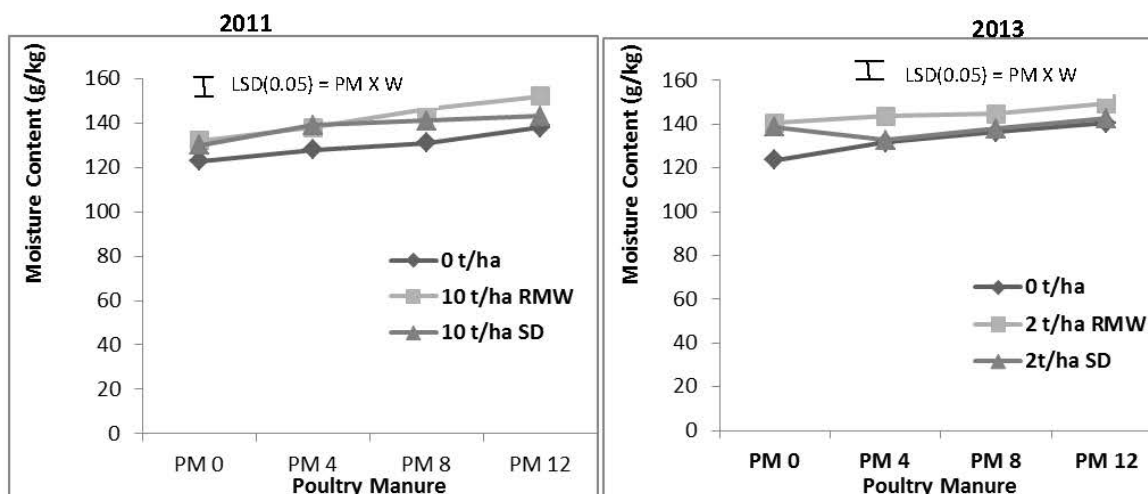 2011
Moisture Content (g/kg)
160
140
120
100
80
60
40
20
0
LSD(0.05) = PM X W
0 t/ha
10 t/ha RMW
10 t/ha SD
PM 0 PM 4 PM 8 PM 12
Poultry Manure
2013
Moisture Content (g/kg)
160
140
120
100
80
60
40
20
0
LSD(0.05) = PM X W
0 t/ha
2 t/ha RMW
2t/ha SD
PM 0 PM 4 PM 8 PM 12
Poultry Manure